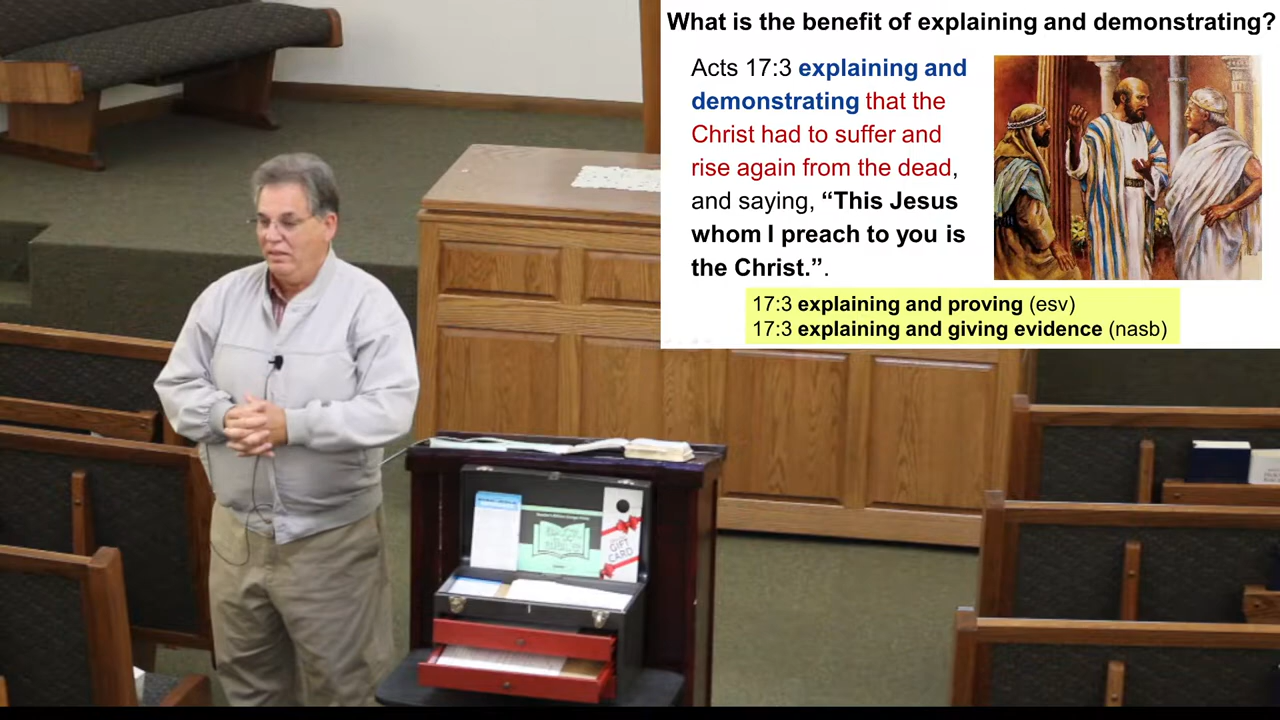 What is the benefit of explaining and demonstrating?
Acts 17:3 explaining and
demonstrating that the
Christ had to suffer and
rise again from the dead,
and saying, “This Jesus
whom I preach to you is
the Christ.”.
17:3 explaining and proving (esv)
17:3 explaining and giving evidence (nasb)
GIFT
CARD